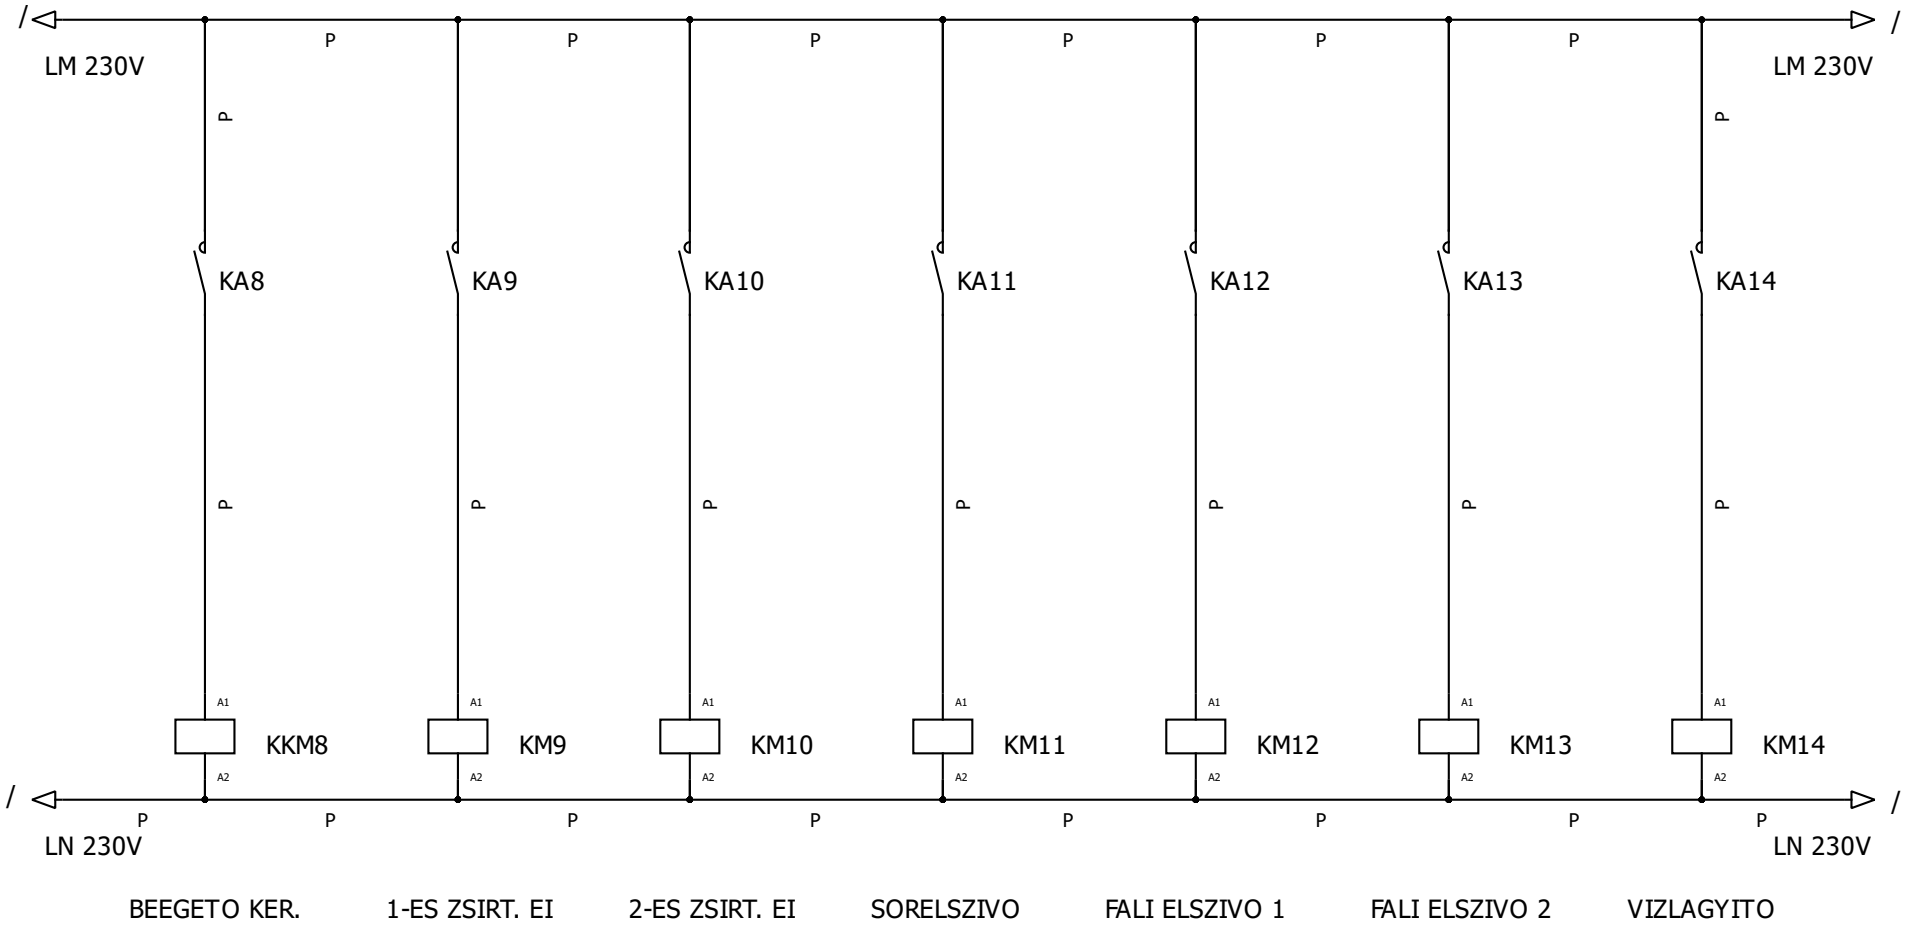 / /
P P P P P P
LM 230V LM 230V
P P
KA8 KA9 KA10 KA11 KA12 KA13 KA14
P P P P P P P
A1 A1 A1 A1 A1 A1 A1
KKM8 KM9 KM10 KM11 KM12 KM13 KM14
A2 A2 A2 A2 A2 A2 A2
/ /
P P P P P P P P
LN 230V LN 230V
BEEGETO KER. 1-ES ZSIRT. EI 2-ES ZSIRT. EI SORELSZIVO FALI ELSZIVO 1 FALI ELSZIVO 2 VIZLAGYITO